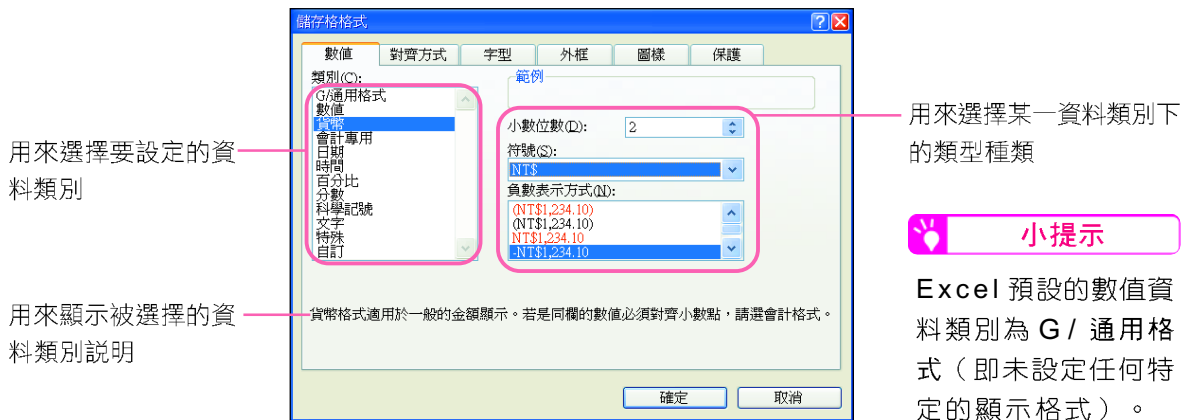 儲存格格式
數值 對齊方式 字型 外框 圖樣 保護
類別(C):
G/通用格式
數值
貨幣
會計專用
日期
時間
百分比
分數
科學記號
文字
特殊
自訂
範例
小數位數(D): 2
符號(S):
NT$
負數表示方式(N):
(NT$1,234.10)
(NT$1,234.10)
NT$1,234.10
-NT$1,234.10
貨幣格式適用於一般的金額顯示。若是同欄的數值必須對齊小數點，請選會計格式。
確定 取消
用來選擇要設定的資
料類別
用來顯示被選擇的資
料類別說明
用來選擇某一資料類別下
的類型種類
小提示
Excel 預設的數值資
料類別為 G/ 通用格
式（即未設定任何特
定的顯示格式）。